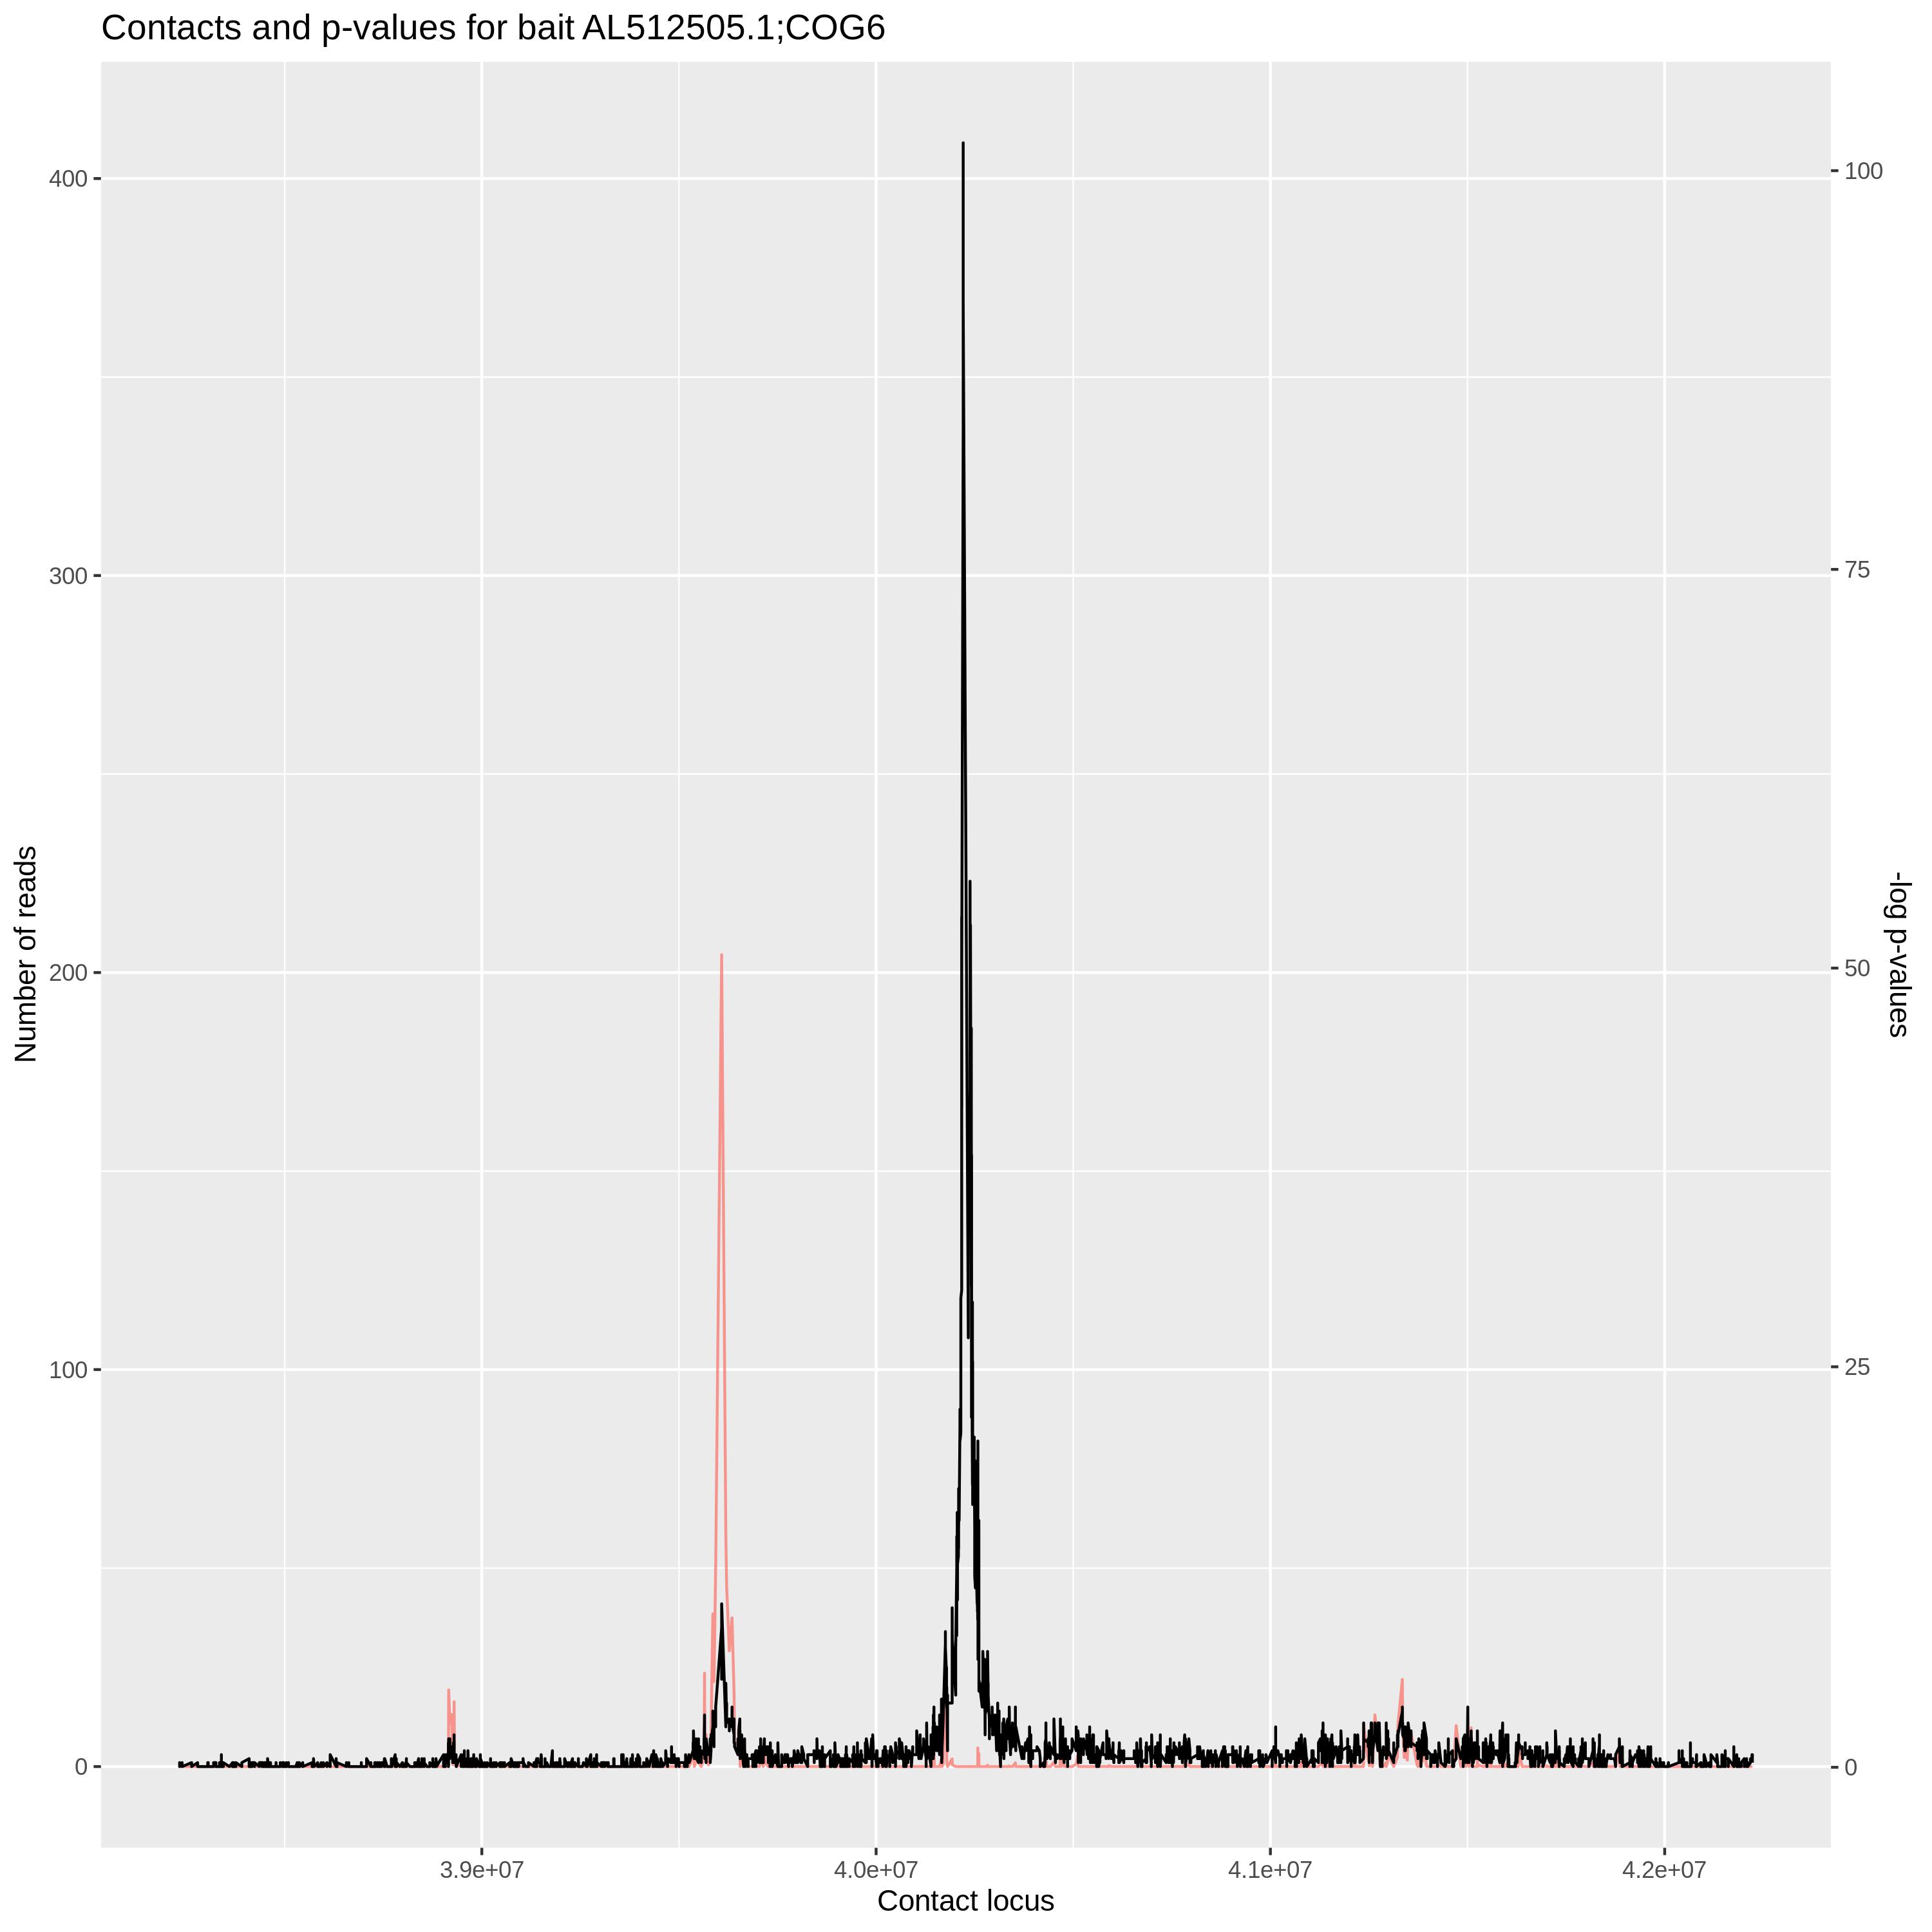 Contacts and p-values for bait AL512505.1;COG6
400
300
200
100
0
Number of reads
100
75
50
25
0
-log p-values
3.9e+07
4.0e+07
4.1e+07
4.2e+07
Contact locus